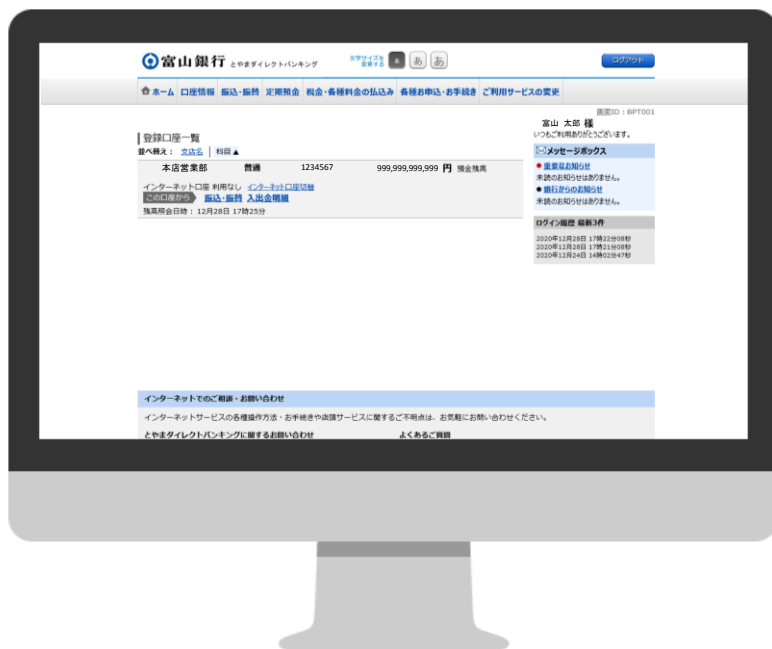 富山銀行 とやまダイレクトバンキング 文字サイズを変更する あ あ あ ログアウト
ホーム 口座情報 振込・振替 定期預金 税金・各種料金の払込み 各種お申込・お手続き ご利用サービスの変更
画面ID：BPT001
富山 太郎 様
いつもご利用ありがとうございます。
登録口座一覧
並べ替え： 支店名 | 科目▲
本店営業部 普通 1234567 999,999,999,999 円 預金残高
インターネット口座 利用なし インターネット口座切替
この口座から 振込・振替 入出金明細
残高照会日時： 12月28日 17時25分
メッセージボックス
●重要なお知らせ
未読のお知らせはありません。
●銀行からのお知らせ
未読のお知らせはありません。
ログイン履歴 最新3件
2020年12月28日 17時22分08秒
2020年12月28日 17時21分08秒
2020年12月24日 14時02分47秒
インターネットでのご相談・お問い合わせ
インターネットサービスの各種操作方法・お手続きや店頭サービスに関するご不明点は、お気軽にお問い合わせください。
とやまダイレクトバンキングに関するお問い合わせ よくあるご質問